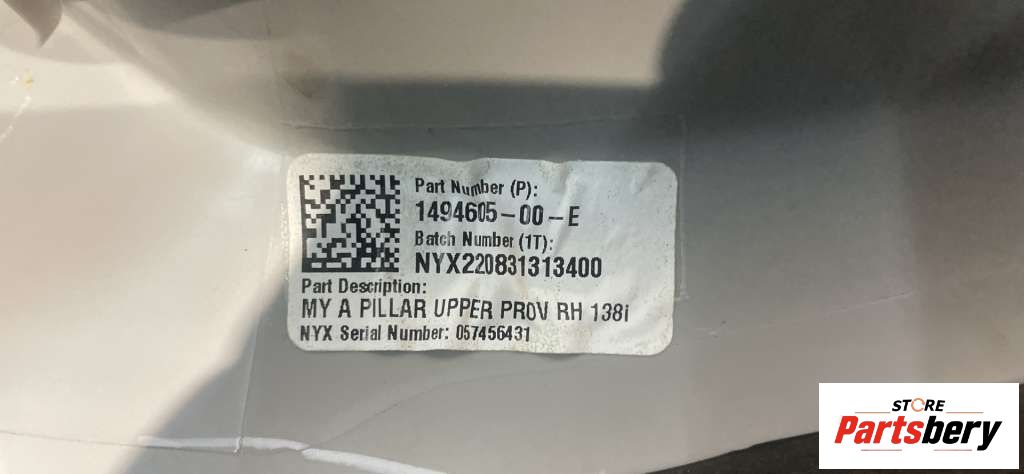 Part Number (P):
1494605-00-E
Batch Number (1T):
NYX220831313400
Part Description:
MY A PILLAR UPPER PROV RH 138i
NYX Serial Number: 057456431
STORE
Partsbery